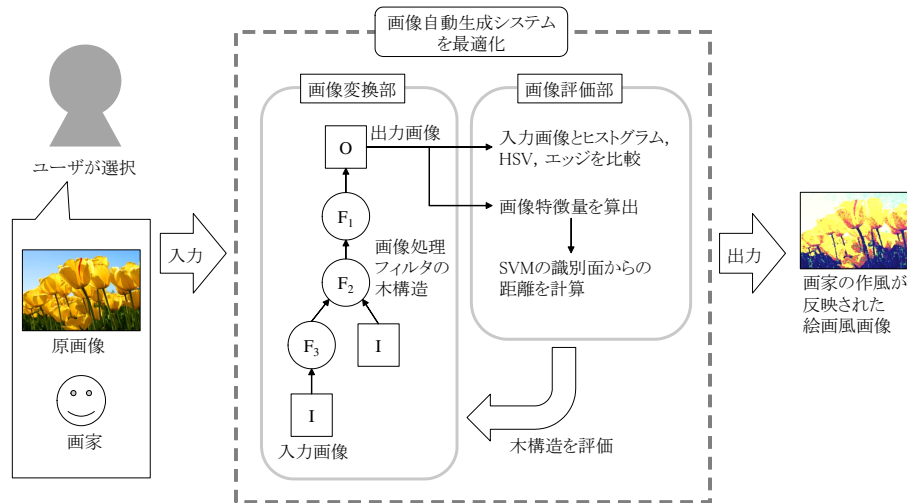 画像自動生成システム
を最適化
画像変換部
画像評価部
ユーザが選択
原画像
画家
入力
O
出力画像
F1
画像処理
フィルタの
木構造
F2
F3
I
I
入力画像
入力画像とヒストグラム,
HSV, エッジを比較
画像特徴量を算出
SVMの識別面からの
距離を計算
木構造を評価
出力
画家の作風が
反映された
絵画風画像